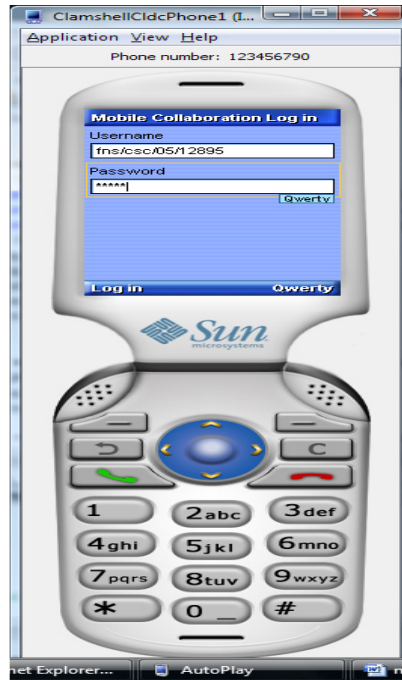 ClamshellCldcPhone1 (I...
Application View Help
Phone number: 123456790
Mobile Collaboration Log in
Username
fns/csc/05/12895
Password
*****
Qwerty
Log in Qwerty
Sun
microsystems
C
1 2abc 3def
4ghi 5jkl 6mno
7pqrs 8tuv 9wxyz
* 0 _ #
net Explorer... AutoPlay